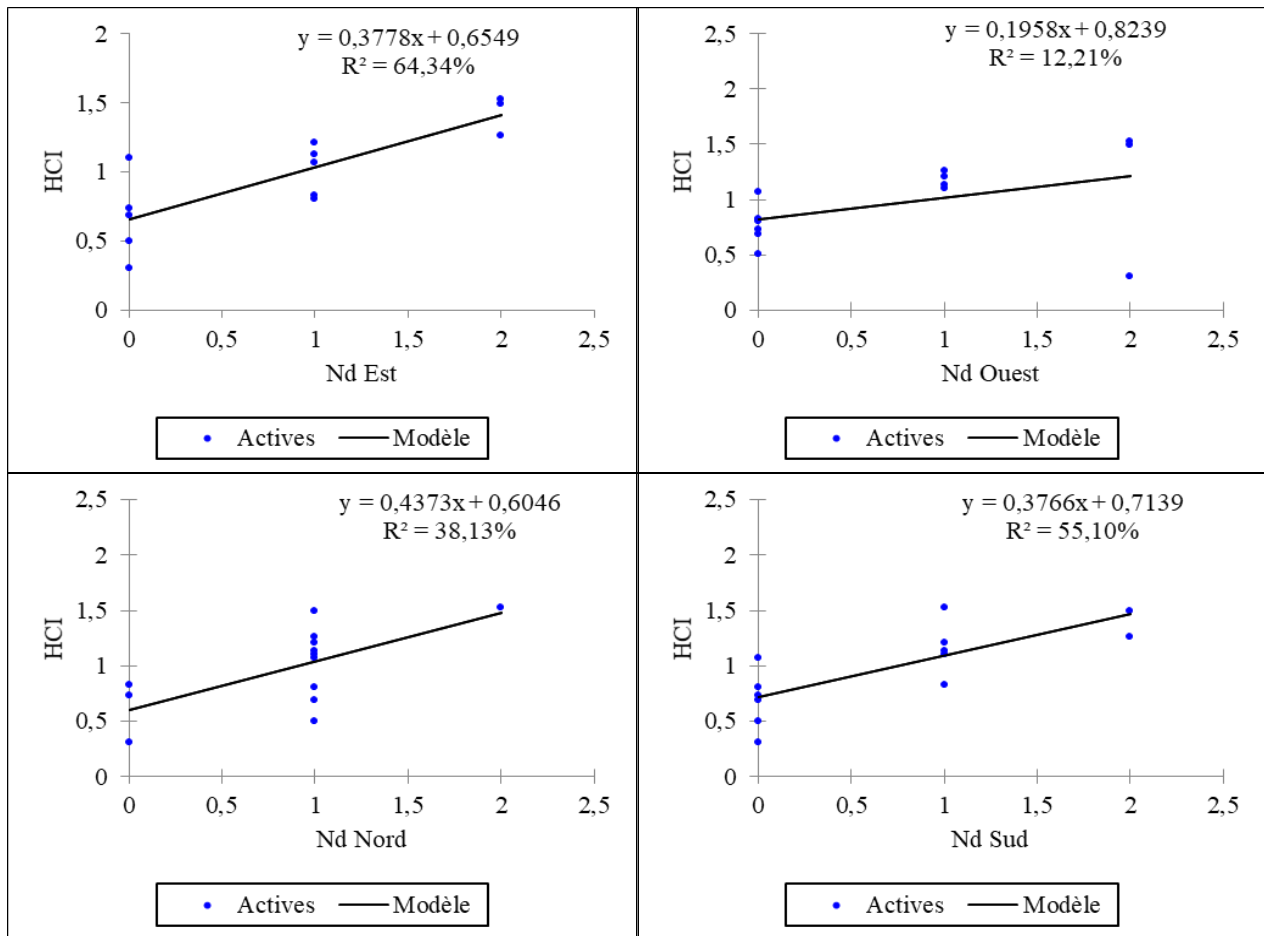 y = 0,3778x + 0,6549
R² = 64,34%
2
1,5
1
0,5
0
HCI
0 0,5 1 1,5 2 2,5
Nd Est
Actives Modèle
y = 0,1958x + 0,8239
R² = 12,21%
2,5
2
1,5
1
0,5
0
HCI
0 0,5 1 1,5 2 2,5
Nd Ouest
Actives Modèle
y = 0,4373x + 0,6046
R² = 38,13%
2,5
2
1,5
1
0,5
0
HCI
0 0,5 1 1,5 2 2,5
Nd Nord
Actives Modèle
y = 0,3766x + 0,7139
R² = 55,10%
2,5
2
1,5
1
0,5
0
HCI
0 0,5 1 1,5 2 2,5
Nd Sud
Actives Modèle